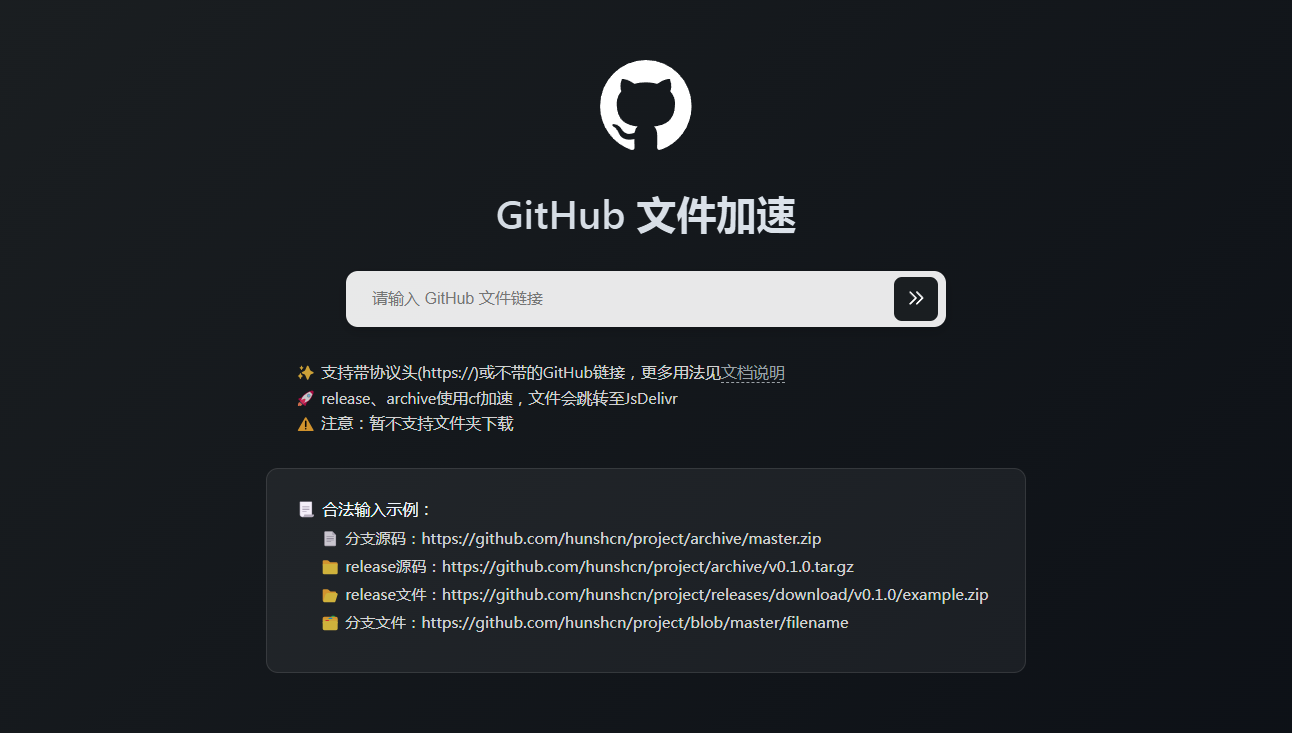 GitHub 文件加速
请输入 GitHub 文件链接
✨ 支持带协议头(https://)或不带的GitHub链接，更多用法见文档说明
🚀 release、archive使用cf加速，文件会跳转至JsDelivr
⚠️ 注意：暂不支持文件夹下载
📃 合法输入示例：
📄 分支源码：https://github.com/hunshcn/project/archive/master.zip
📁 release源码：https://github.com/hunshcn/project/archive/v0.1.0.tar.gz
📂 release文件：https://github.com/hunshcn/project/releases/download/v0.1.0/example.zip
🗂️ 分支文件：https://github.com/hunshcn/project/blob/master/filename